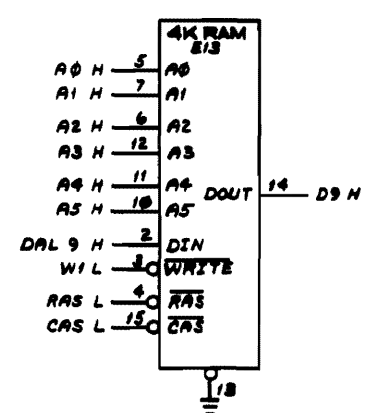 4K RAM
E13
AØ H 5 AØ
A1 H 7 A1
A2 H 6 A2
A3 H 12 A3
A4 H 11 A4
DOUT 14 D9 H
A5 H 1Ø A5
DAL 9 H 2 DIN
W1 L 3 WRITE
RAS L 4 RAS
CAS L 15 CAS
13